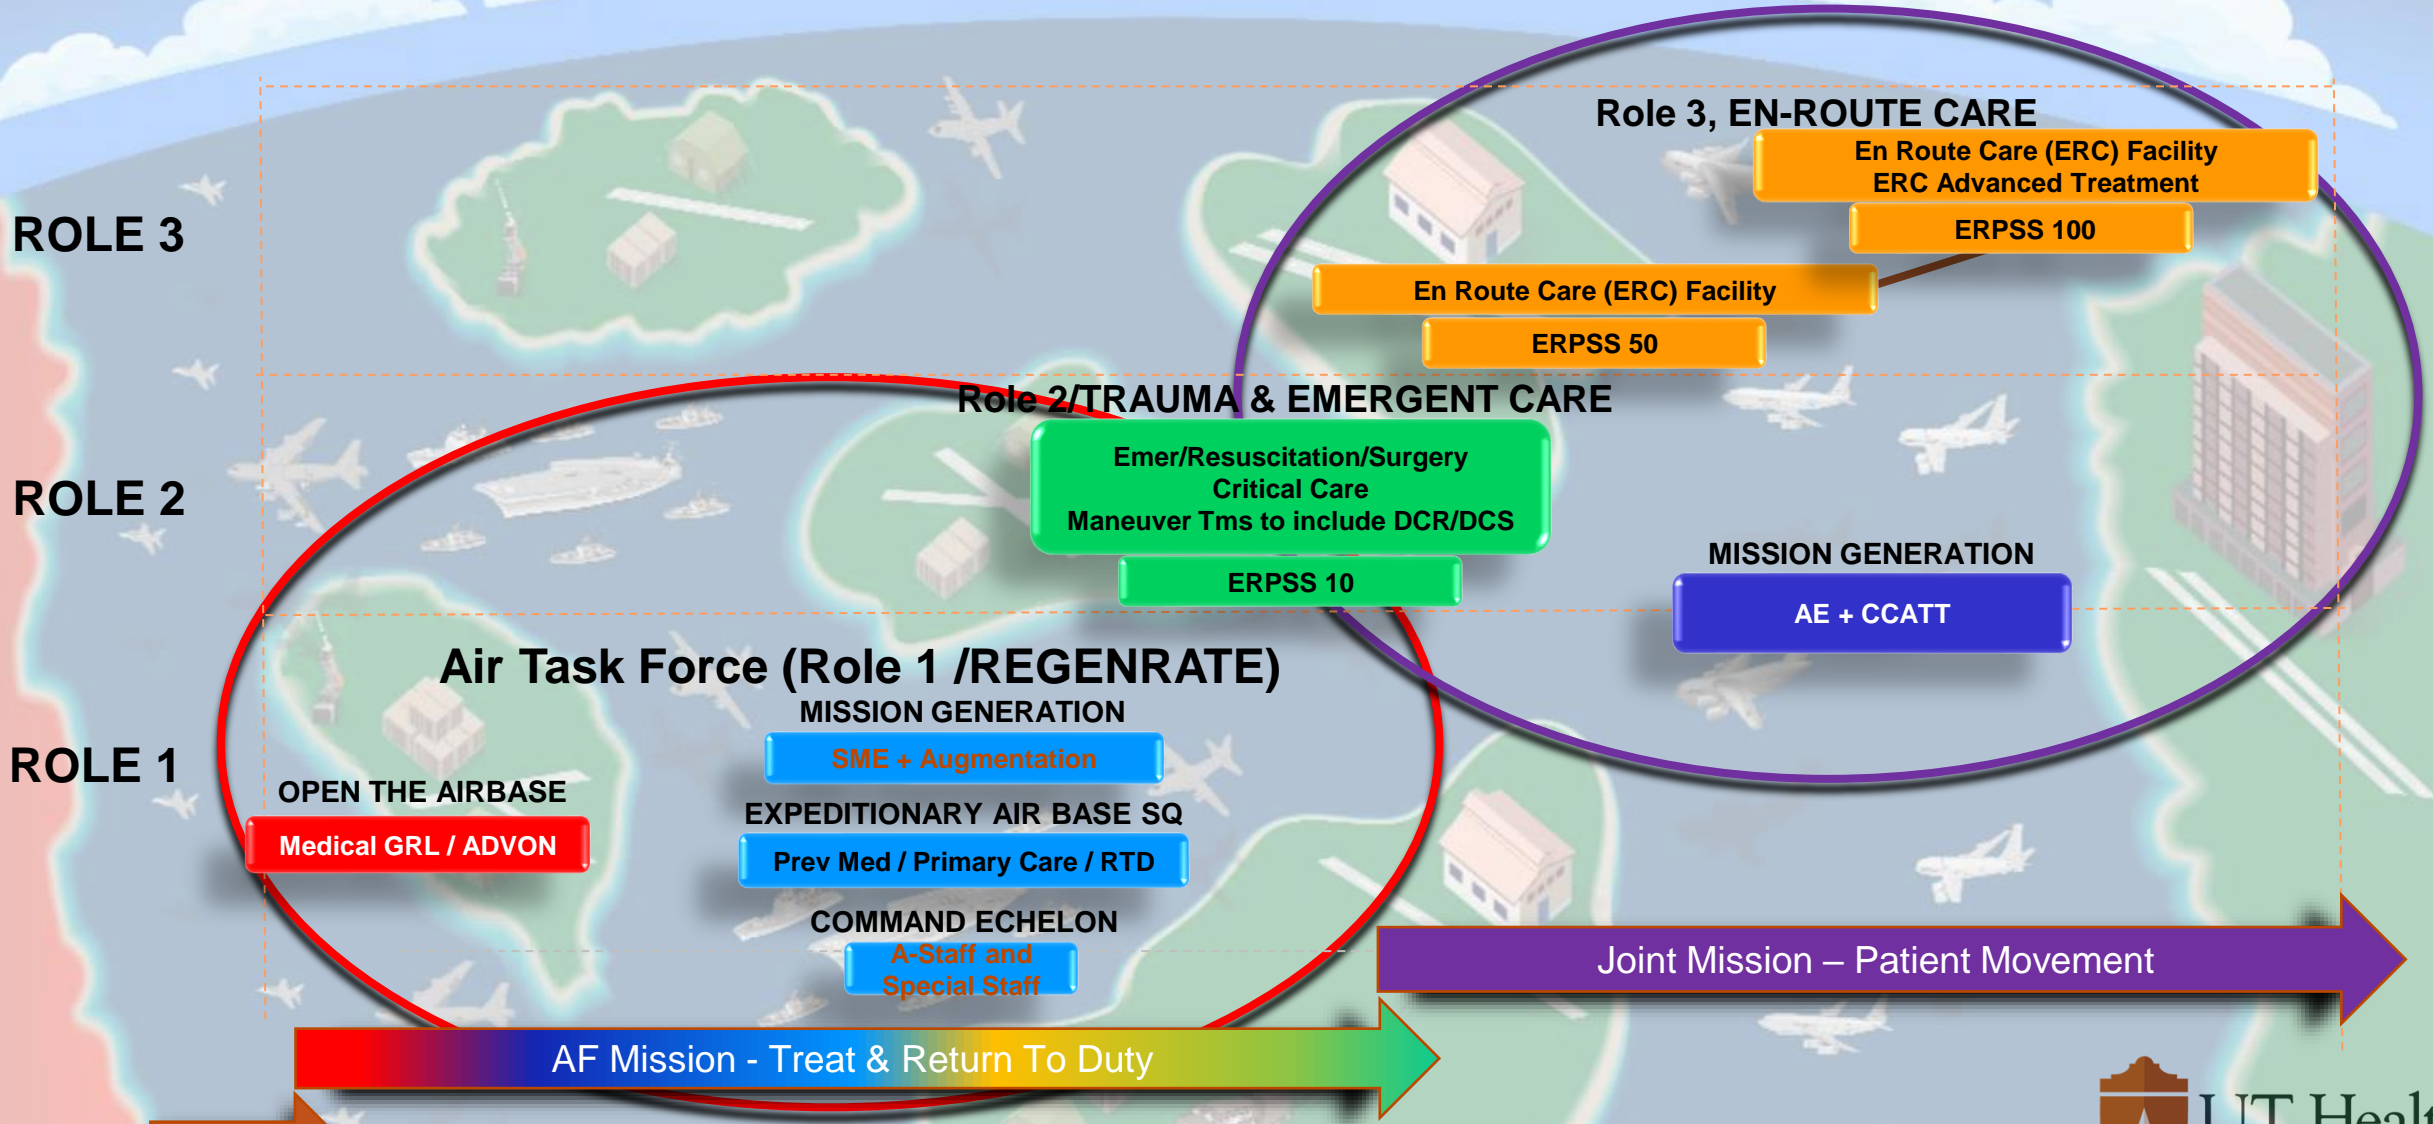 Role 3, EN-ROUTE CARE
En Route Care (ERC) Facility
ERC Advanced Treatment
ERPSS 100
ROLE 3
En Route Care (ERC) Facility
ERPSS 50
Role 2/TRAUMA & EMERGENT CARE
Emer/Resuscitation/Surgery
Critical Care
Maneuver Tms to include DCR/DCS
ERPSS 10
ROLE 2
MISSION GENERATION
AE + CCATT
Air Task Force (Role 1 /REGENRATE)
MISSION GENERATION
SME + Augmentation
ROLE 1
OPEN THE AIRBASE
Medical GRL / ADVON
EXPEDITIONARY AIR BASE SQ
Prev Med / Primary Care / RTD
COMMAND ECHELON
A-Staff and
Special Staff
Joint Mission – Patient Movement
AF Mission - Treat & Return To Duty
UT